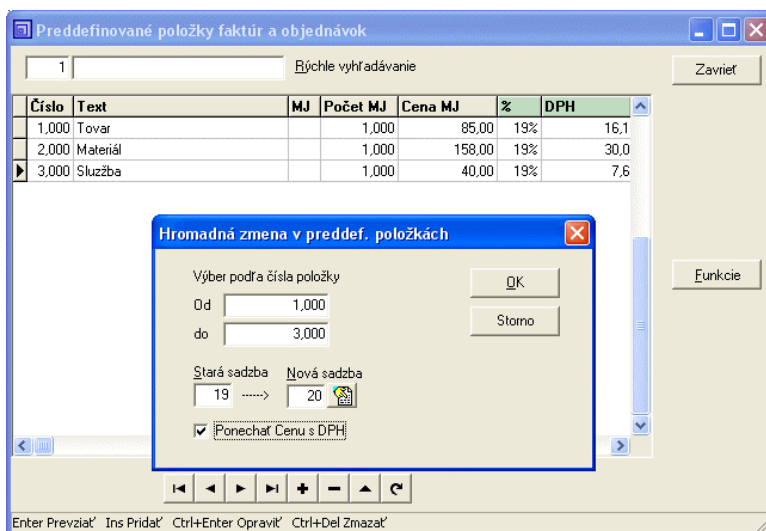 Preddefinované položky faktúr a objednávok
1 Rýchle vyhľadávanie Zavrieť
Číslo Text MJ Počet MJ Cena MJ % DPH
1,000 Tovar 1,000 85,00 19% 16,1
2,000 Materiál 1,000 158,00 19% 30,0
3,000 Sluzžba 1,000 40,00 19% 7,6
Hromadná zmena v preddef. položkách
Výber podľa čísla položky OK
Od 1,000
do 3,000 Storno
Stará sadzba Nová sadzba
19 -----> 20
Ponechať Cenu s DPH
Funkcie
Enter Prevziať Ins Pridať Ctrl+Enter Opraviť Ctrl+Del Zmazať